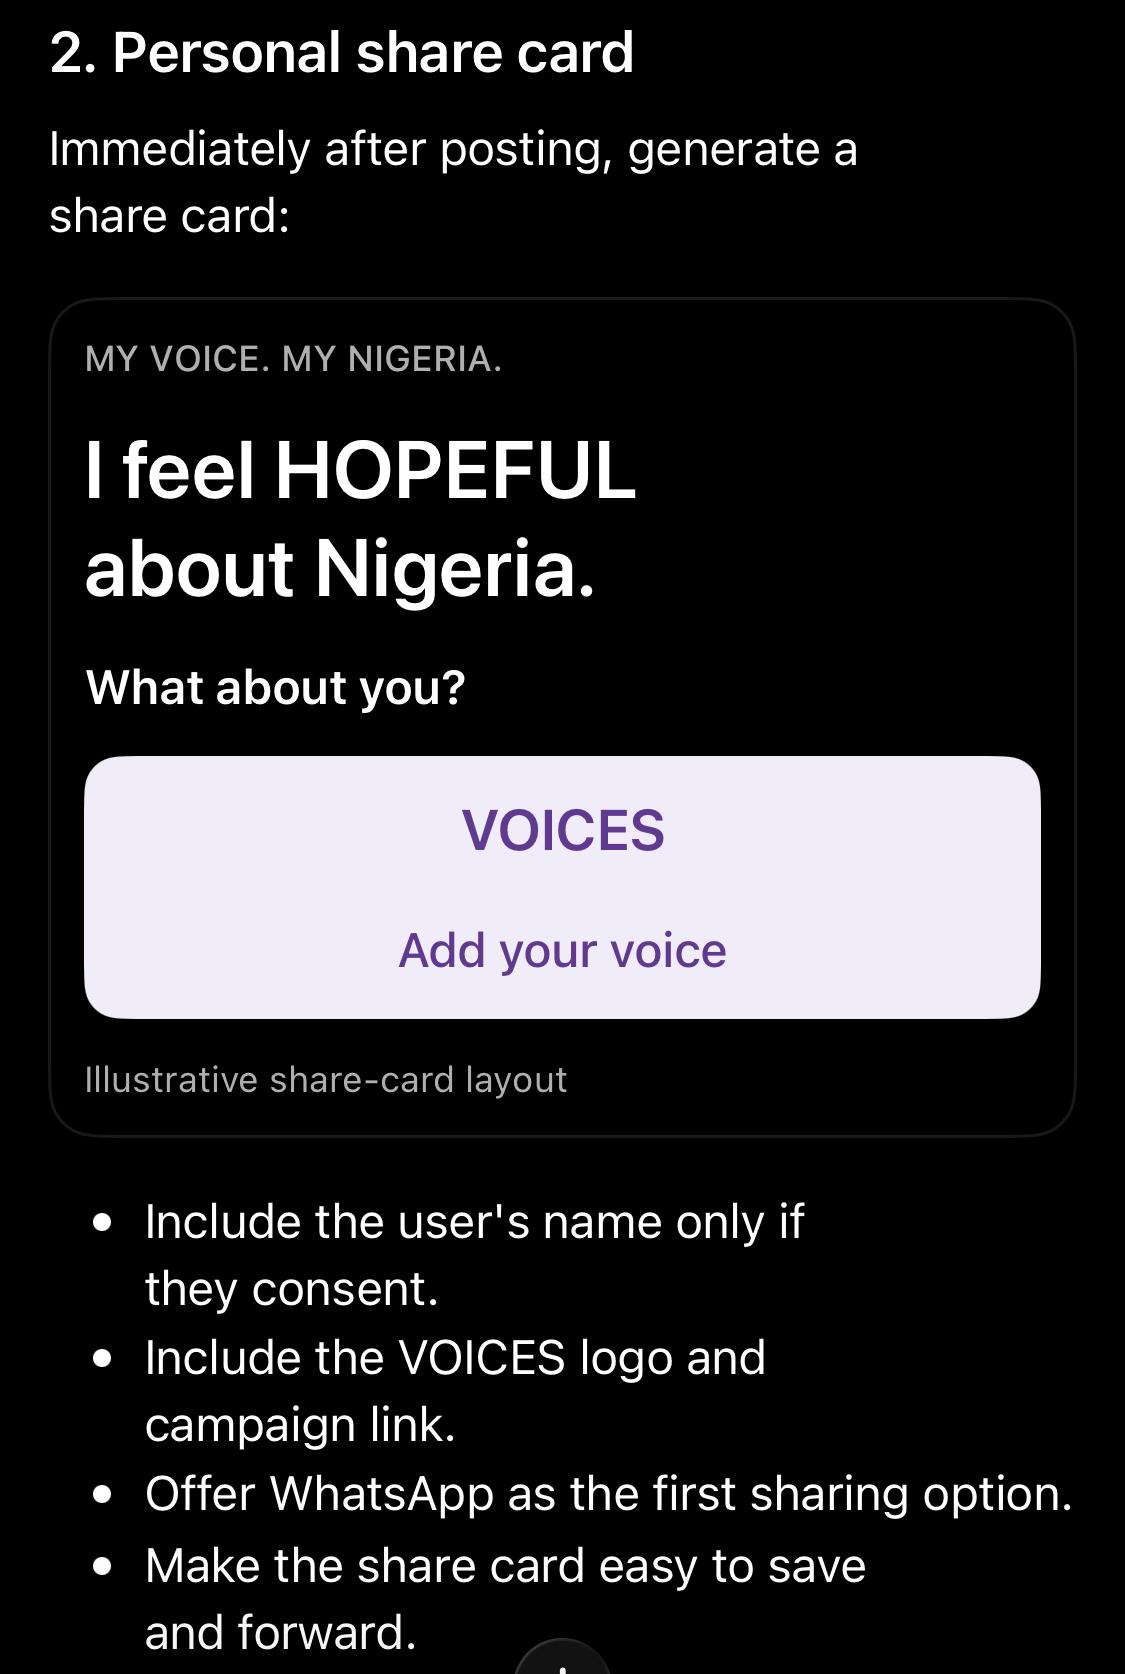 2. Personal share card
Immediately after posting, generate a
share card:
MY VOICE. MY NIGERIA.
I feel HOPEFUL
about Nigeria.
What about you?
VOICES
Add your voice
Illustrative share-card layout
• Include the user's name only if
they consent.
• Include the VOICES logo and
campaign link.
• Offer WhatsApp as the first sharing option.
• Make the share card easy to save
and forward.